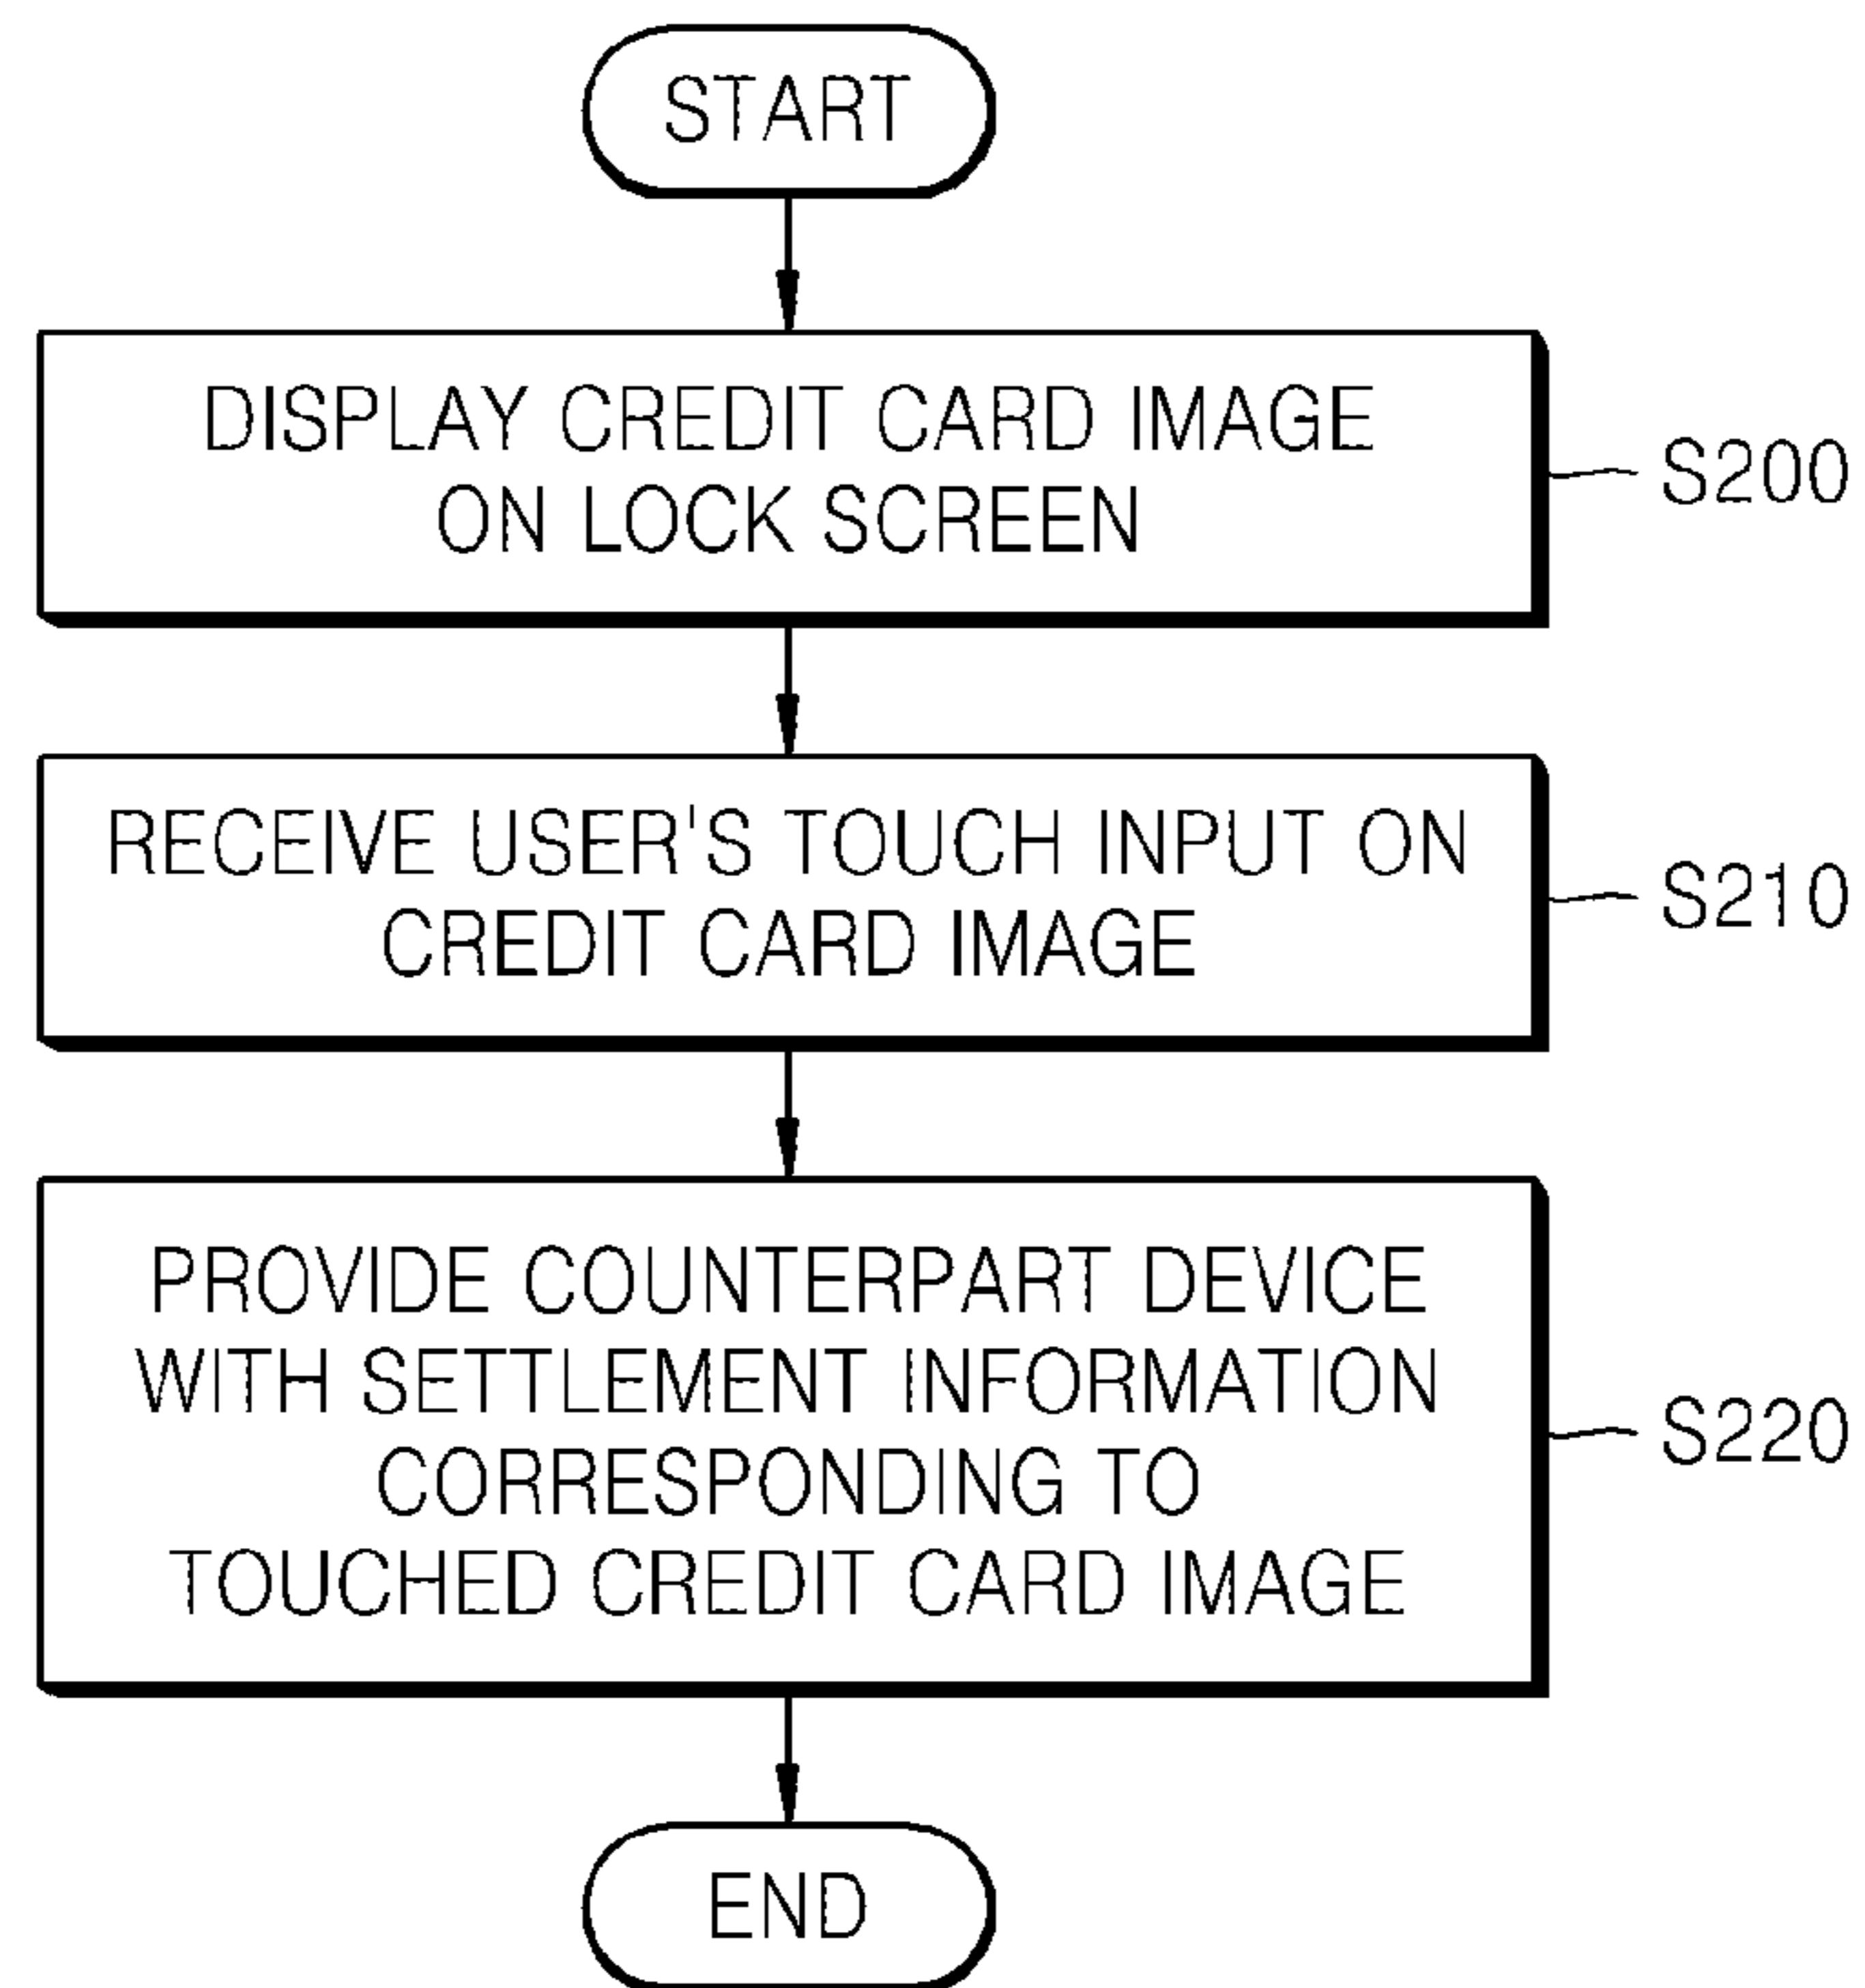 START
DISPLAY CREDIT CARD IMAGE
ON LOCK SCREEN
S200
RECEIVE USER'S TOUCH INPUT ON
CREDIT CARD IMAGE
S210
PROVIDE COUNTERPART DEVICE
WITH SETTLEMENT INFORMATION
CORRESPONDING TO
TOUCHED CREDIT CARD IMAGE
S220
END